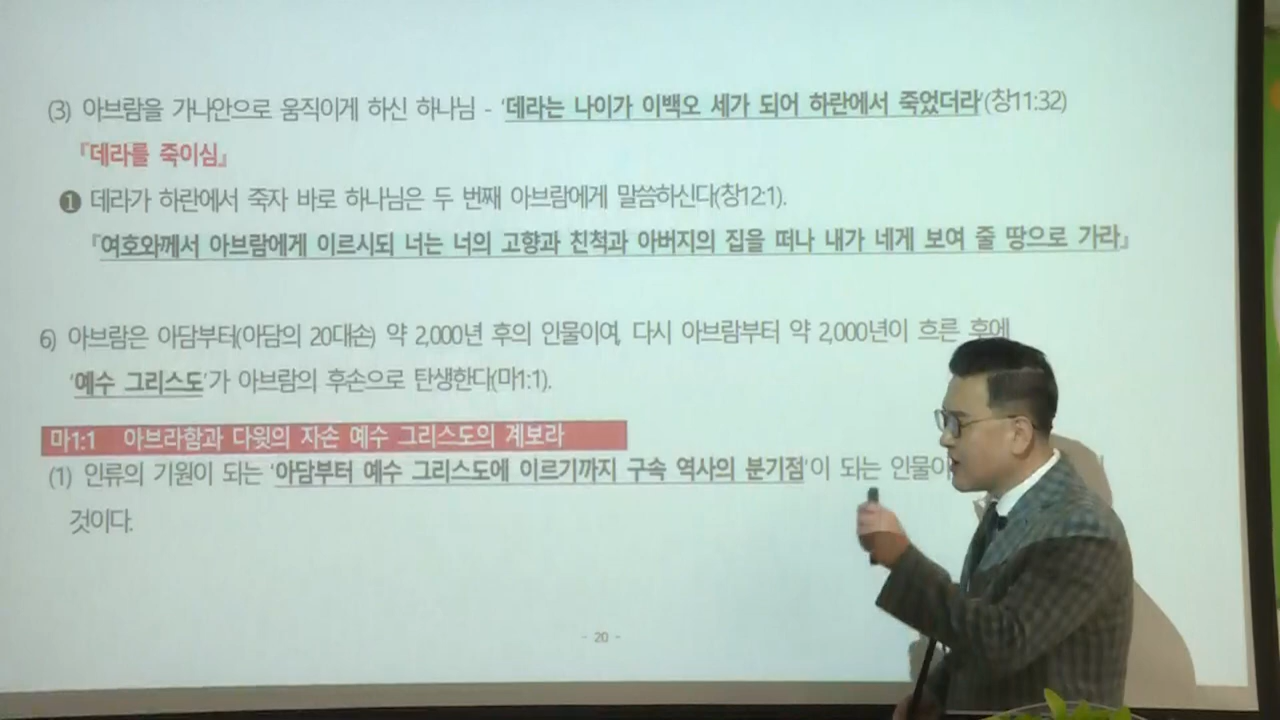 (3) 아브람을 가나안으로 움직이게 하신 하나님 - '데라는 나이가 이백오 세가 되어 하란에서 죽었더라'(창11:32)
『데라를 죽이심』
❶ 데라가 하란에서 죽자 바로 하나님은 두 번째 아브람에게 말씀하신다(창12:1).
『여호와께서 아브람에게 이르시되 너는 너의 고향과 친척과 아버지의 집을 떠나 내가 네게 보여 줄 땅으로 가라』
6) 아브람은 아담부터(아담의 20대손) 약 2,000년 후의 인물이여, 다시 아브람부터 약 2,000년이 흐른 후에
'예수 그리스도'가 아브람의 후손으로 탄생한다(마1:1).
마1:1 아브라함과 다윗의 자손 예수 그리스도의 계보라
(1) 인류의 기원이 되는 '아담부터 예수 그리스도에 이르기까지 구속 역사의 분기점'이 되는
것이다.
- 20 -